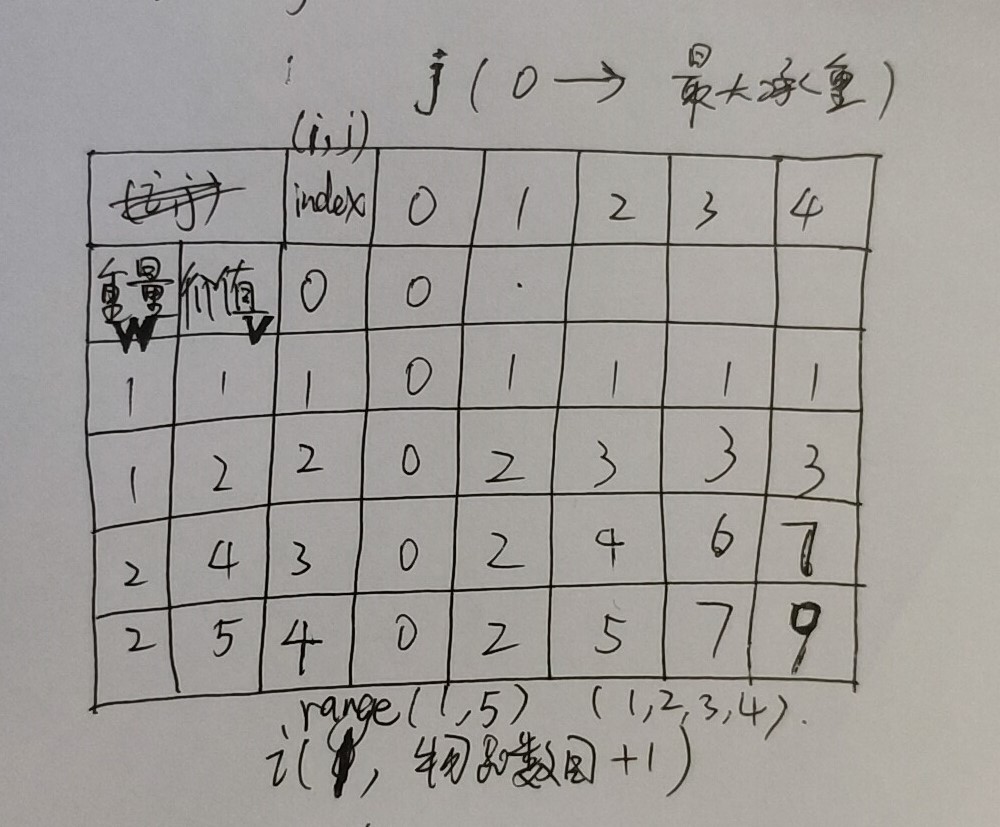 j ( 0 → 最大承重 )
(i,j)
(i,j) index 0 1 2 3 4
重量 价值 0 0
W V
1 1 1 0 1 1 1 1
1 2 2 0 2 3 3 3
2 4 3 0 2 4 6 7
2 5 4 0 2 5 7 9
range(1,5) (1,2,3,4).
i(1, 物品数目+1)